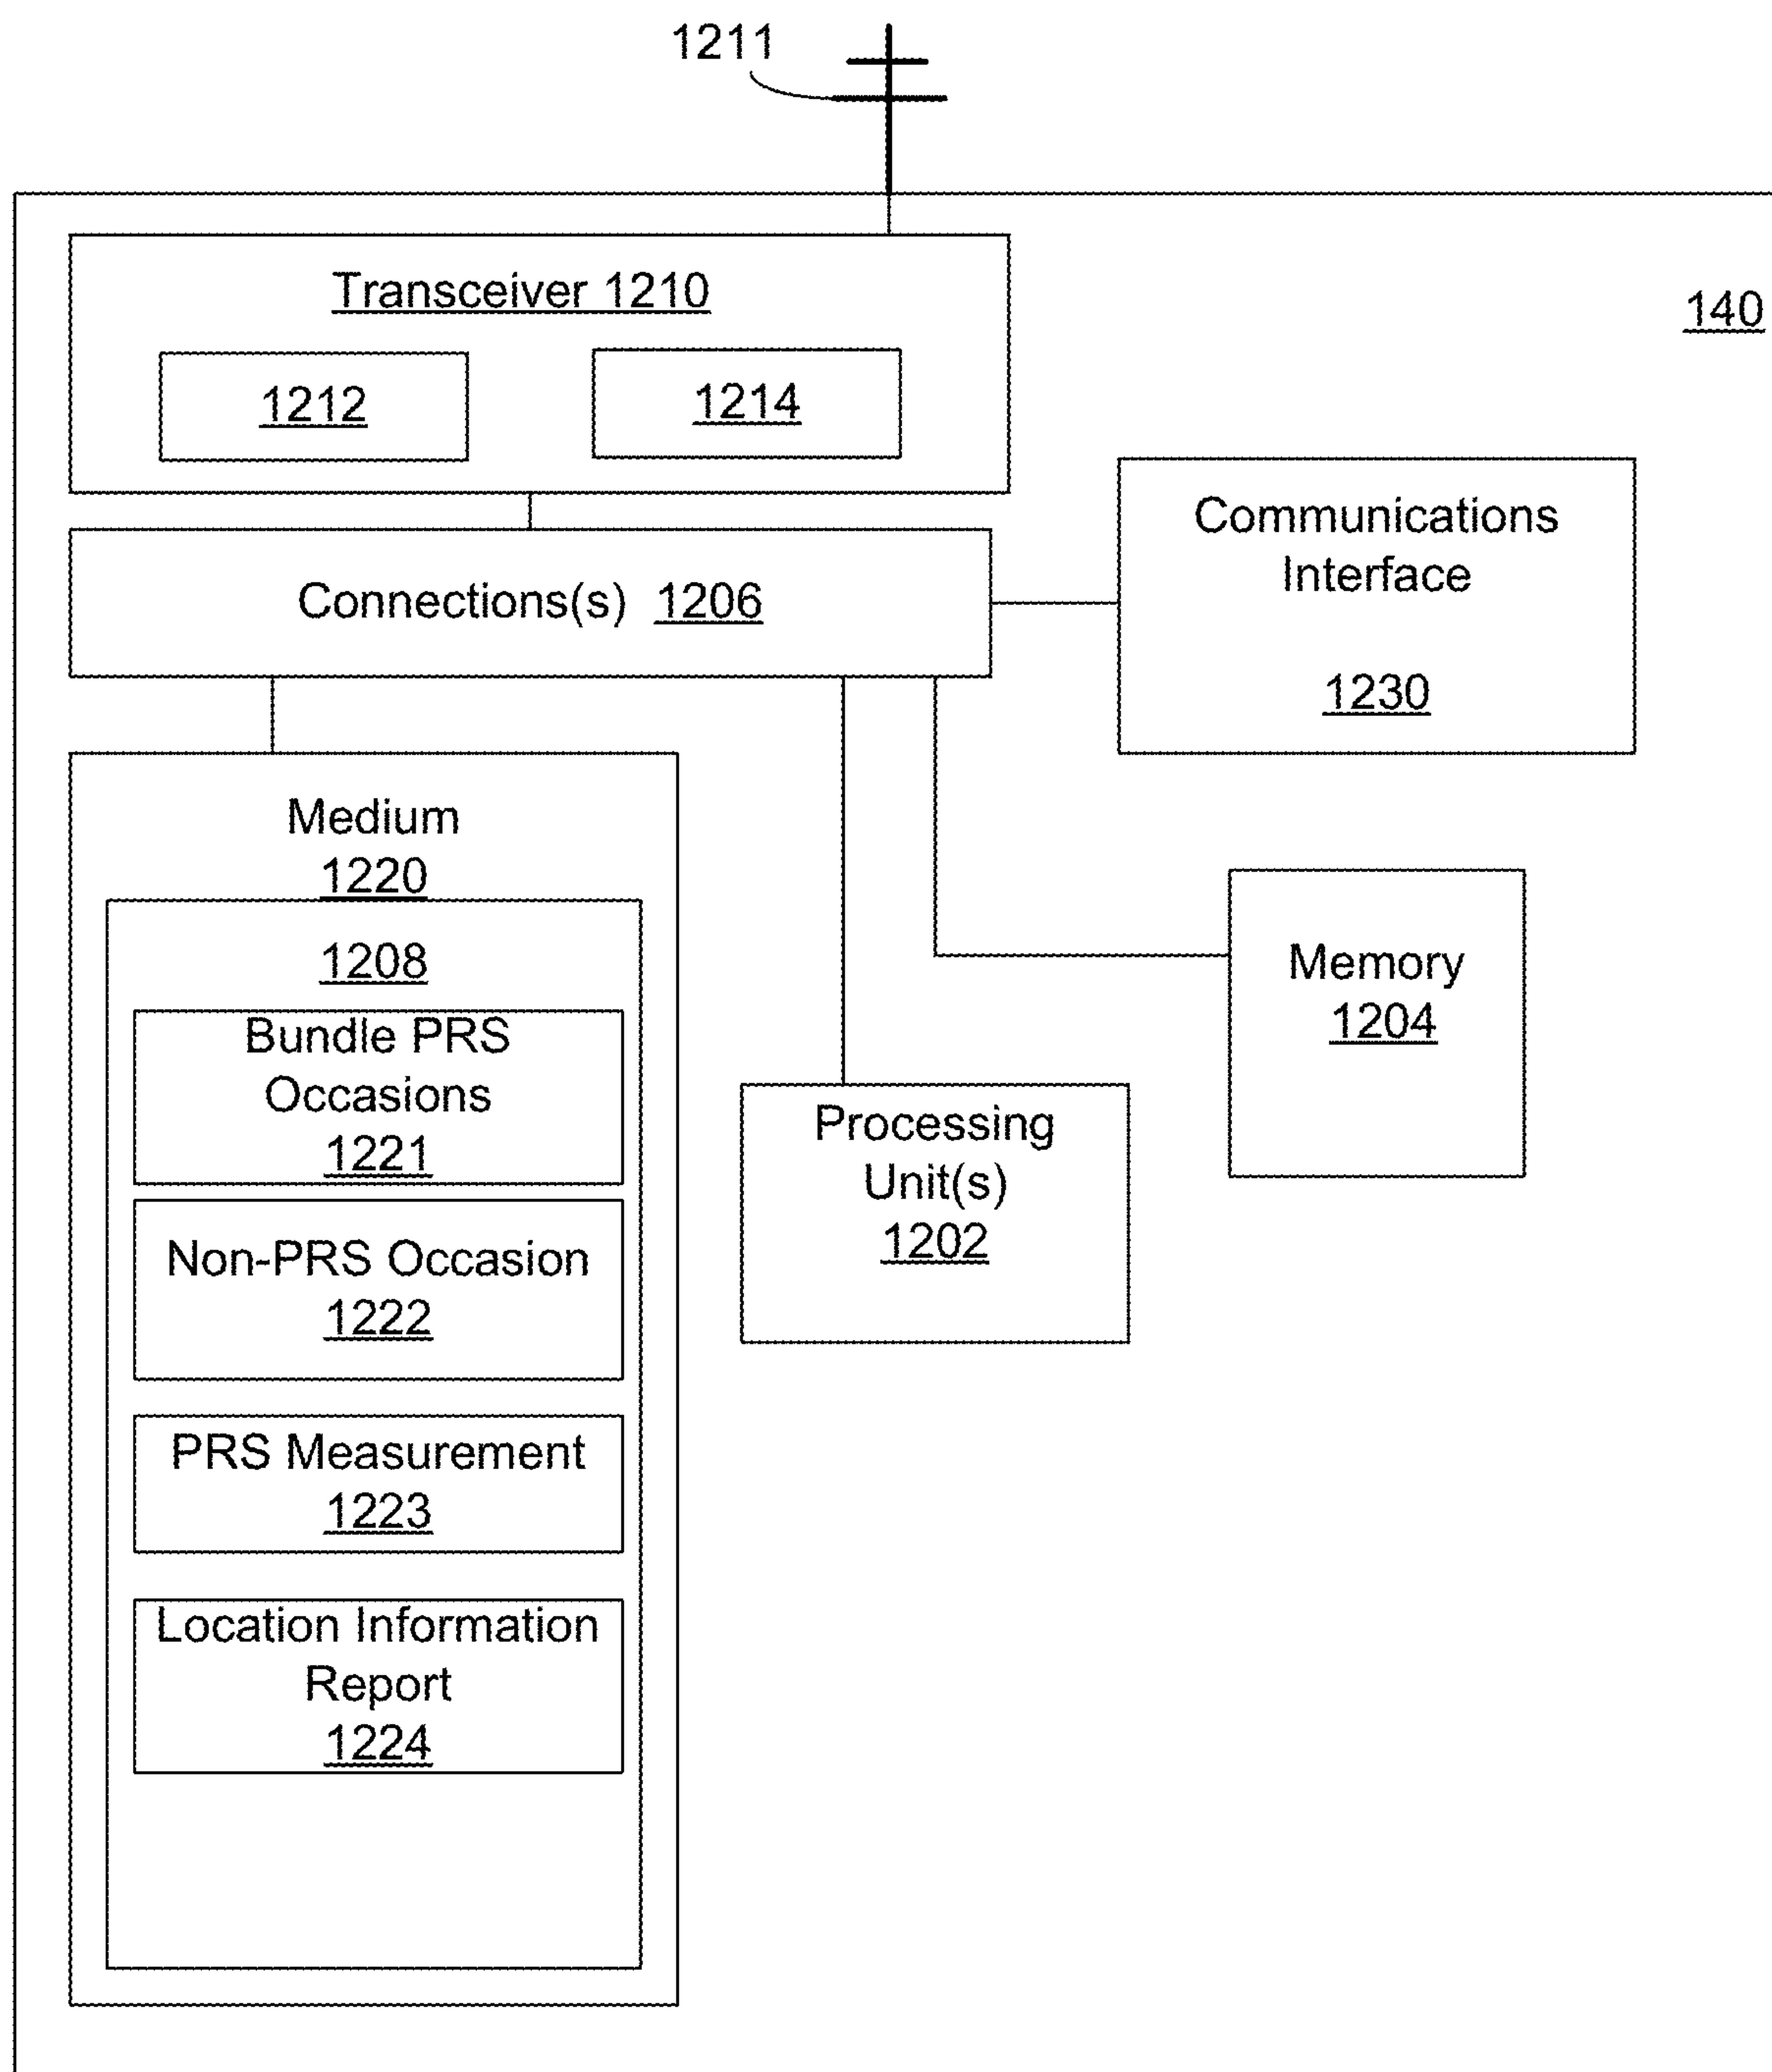 1211
Transceiver 1210
140
1212
1214
Communications
Interface
1230
Connections(s) 1206
Medium
1220
1208
Bundle PRS
Occasions
1221
Non-PRS Occasion
1222
PRS Measurement
1223
Location Information
Report
1224
Processing
Unit(s)
1202
Memory
1204